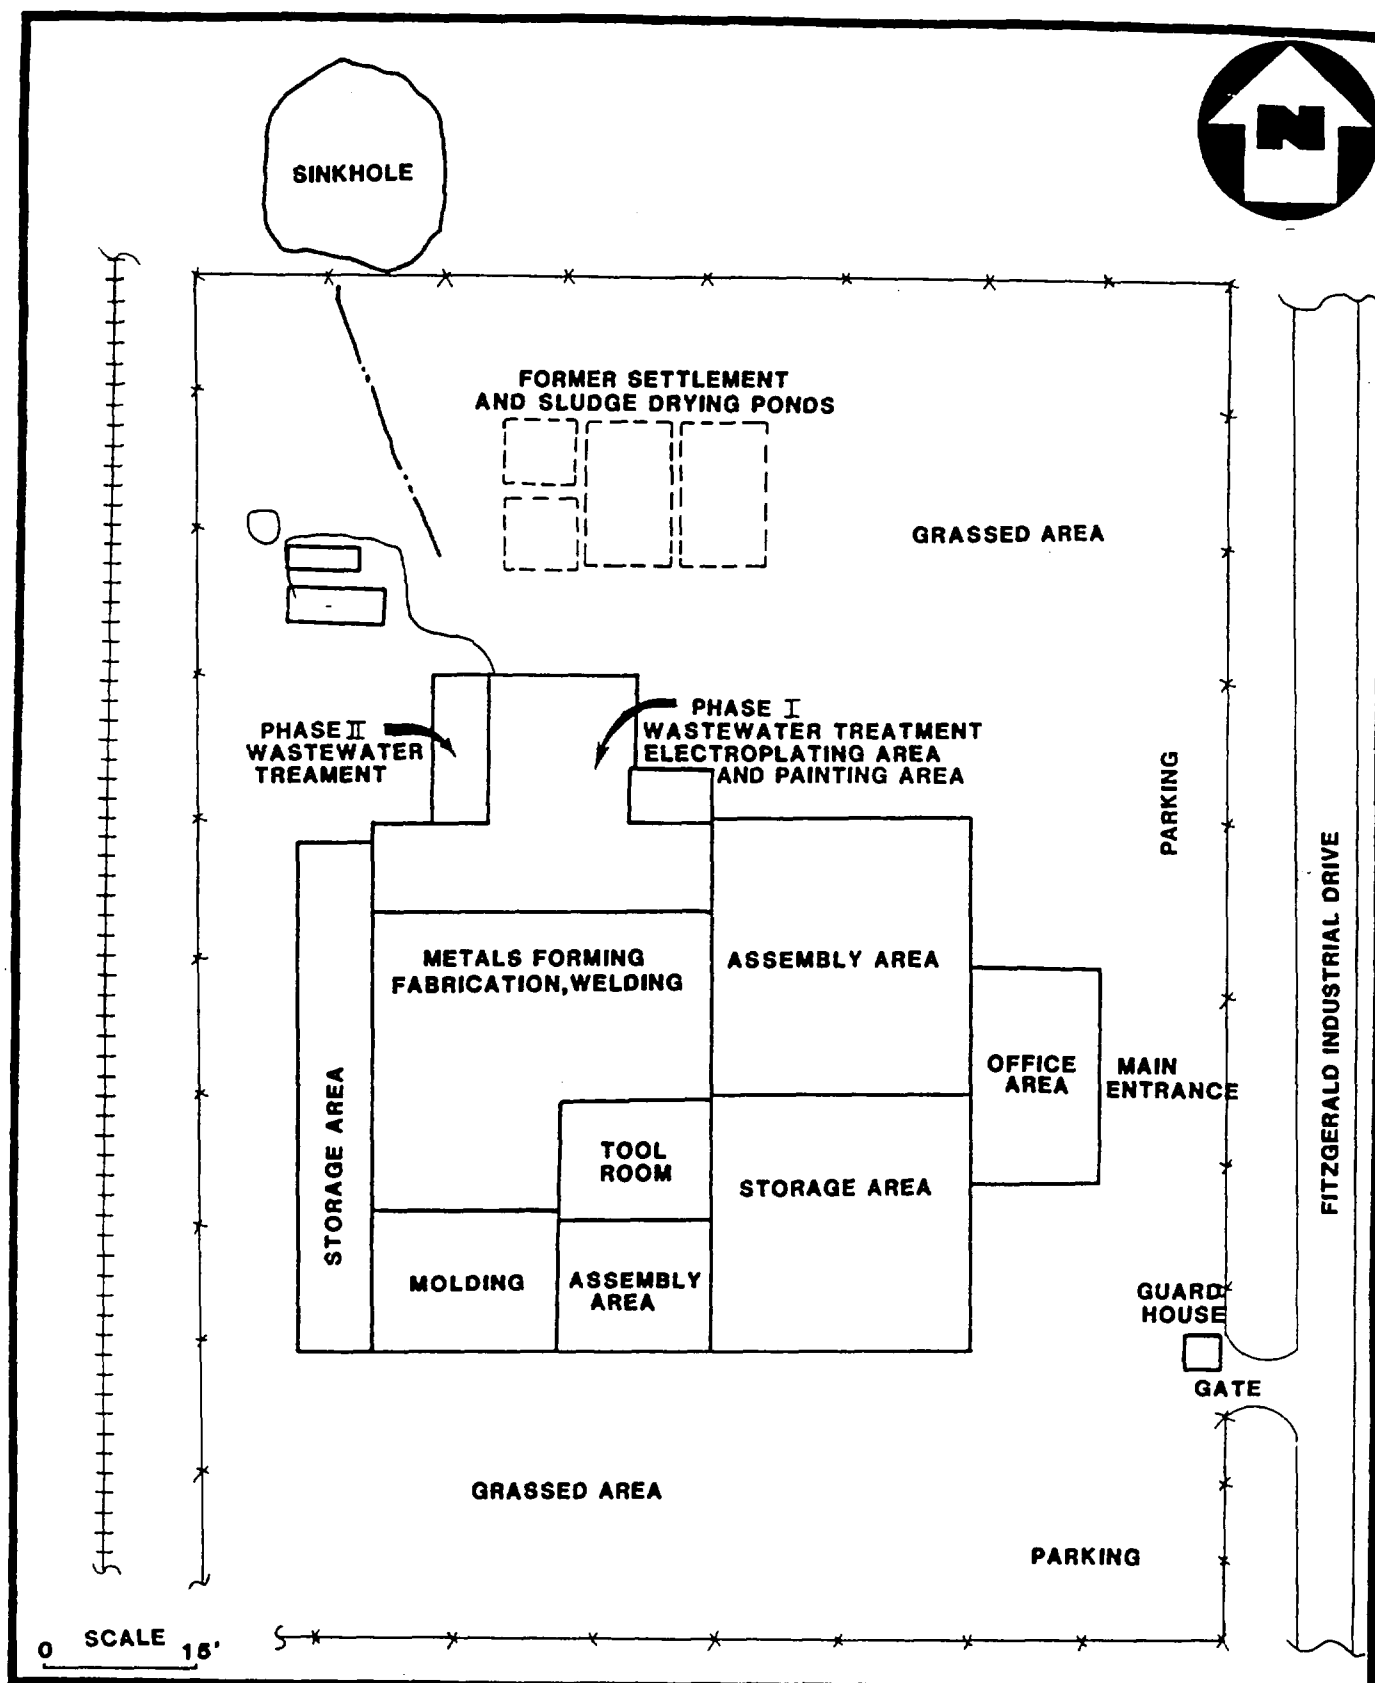 N
SINKHOLE
FORMER SETTLEMENT
AND SLUDGE DRYING PONDS
GRASSED AREA
PHASE II
WASTEWATER
TREAMENT
PHASE I
WASTEWATER TREATMENT
ELECTROPLATING AREA
AND PAINTING AREA
PARKING
FITZGERALD INDUSTRIAL DRIVE
METALS FORMING
FABRICATION, WELDING
ASSEMBLY AREA
OFFICE
AREA
MAIN
ENTRANCE
STORAGE AREA
TOOL
ROOM
STORAGE AREA
MOLDING
ASSEMBLY
AREA
GUARD
HOUSE
GATE
GRASSED AREA
PARKING
SCALE
0 15'